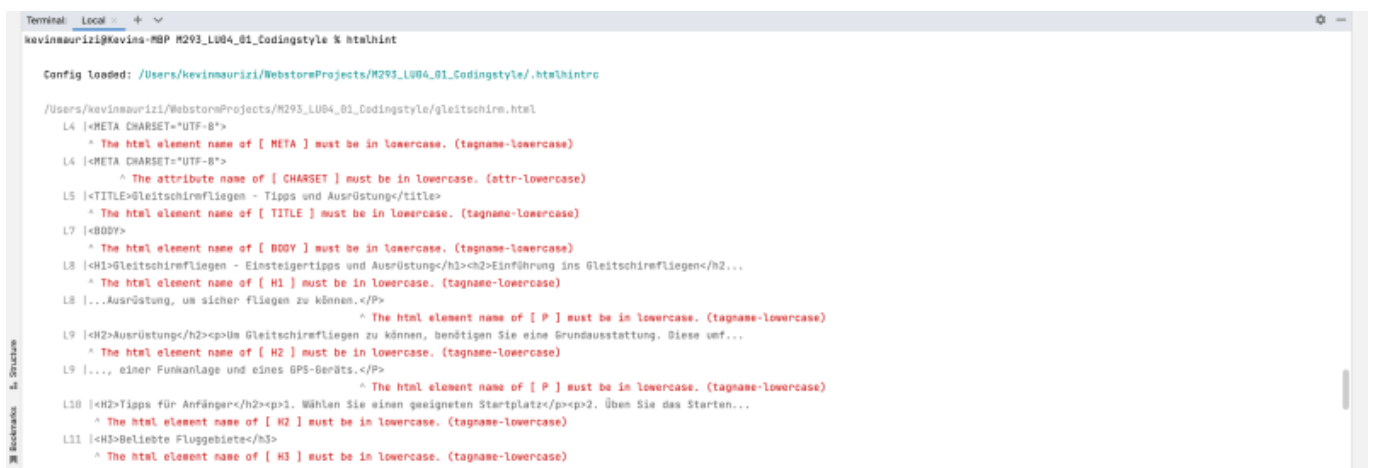 Terminal: Local × +
kevinmaurizi@Kevins-MBP M293_LU04_01_Codingstyle % htmlhint
Config loaded: /Users/kevinmaurizi/WebstormProjects/M293_LU04_01_Codingstyle/.htmlhintrc
/Users/kevinmaurizi/WebstormProjects/M293_LU04_01_Codingstyle/gleitschirm.html
L4 |<META CHARSET="UTF-8">
^ The html element name of [ META ] must be in lowercase. (tagname-lowercase)
L4 |<META CHARSET="UTF-8">
^ The attribute name of [ CHARSET ] must be in lowercase. (attr-lowercase)
L5 |<TITLE>Gleitschirmfliegen - Tipps und Ausrüstung</title>
^ The html element name of [ TITLE ] must be in lowercase. (tagname-lowercase)
L7 |<BODY>
^ The html element name of [ BODY ] must be in lowercase. (tagname-lowercase)
L8 |<H1>Gleitschirmfliegen - Einsteigertipps und Ausrüstung</h1><h2>Einführung ins Gleitschirmfliegen</h2...
^ The html element name of [ H1 ] must be in lowercase. (tagname-lowercase)
L8 |...Ausrüstung, um sicher fliegen zu können.</P>
^ The html element name of [ P ] must be in lowercase. (tagname-lowercase)
L9 |<H2>Ausrüstung</h2><p>Um Gleitschirmfliegen zu können, benötigen Sie eine Grundausstattung. Diese umf...
^ The html element name of [ H2 ] must be in lowercase. (tagname-lowercase)
L9 |..., einer Funkanlage und eines GPS-Geräts.</P>
^ The html element name of [ P ] must be in lowercase. (tagname-lowercase)
L10 |<H2>Tipps für Anfänger</h2><p>1. Wählen Sie einen geeigneten Startplatz</p><p>2. Üben Sie das Starten...
^ The html element name of [ H2 ] must be in lowercase. (tagname-lowercase)
L11 |<H3>Beliebte Fluggebiete</h3>
^ The html element name of [ H3 ] must be in lowercase. (tagname-lowercase)
Structure
Bookmarks